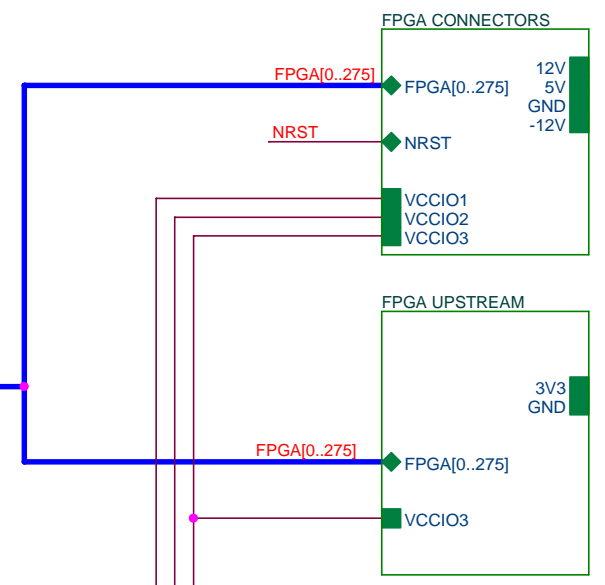 FPGA CONNECTORS
FPGA[0..275]
FPGA[0..275]
12V
5V
GND
-12V
NRST
NRST
VCCIO1
VCCIO2
VCCIO3
FPGA UPSTREAM
3V3
GND
FPGA[0..275]
FPGA[0..275]
VCCIO3